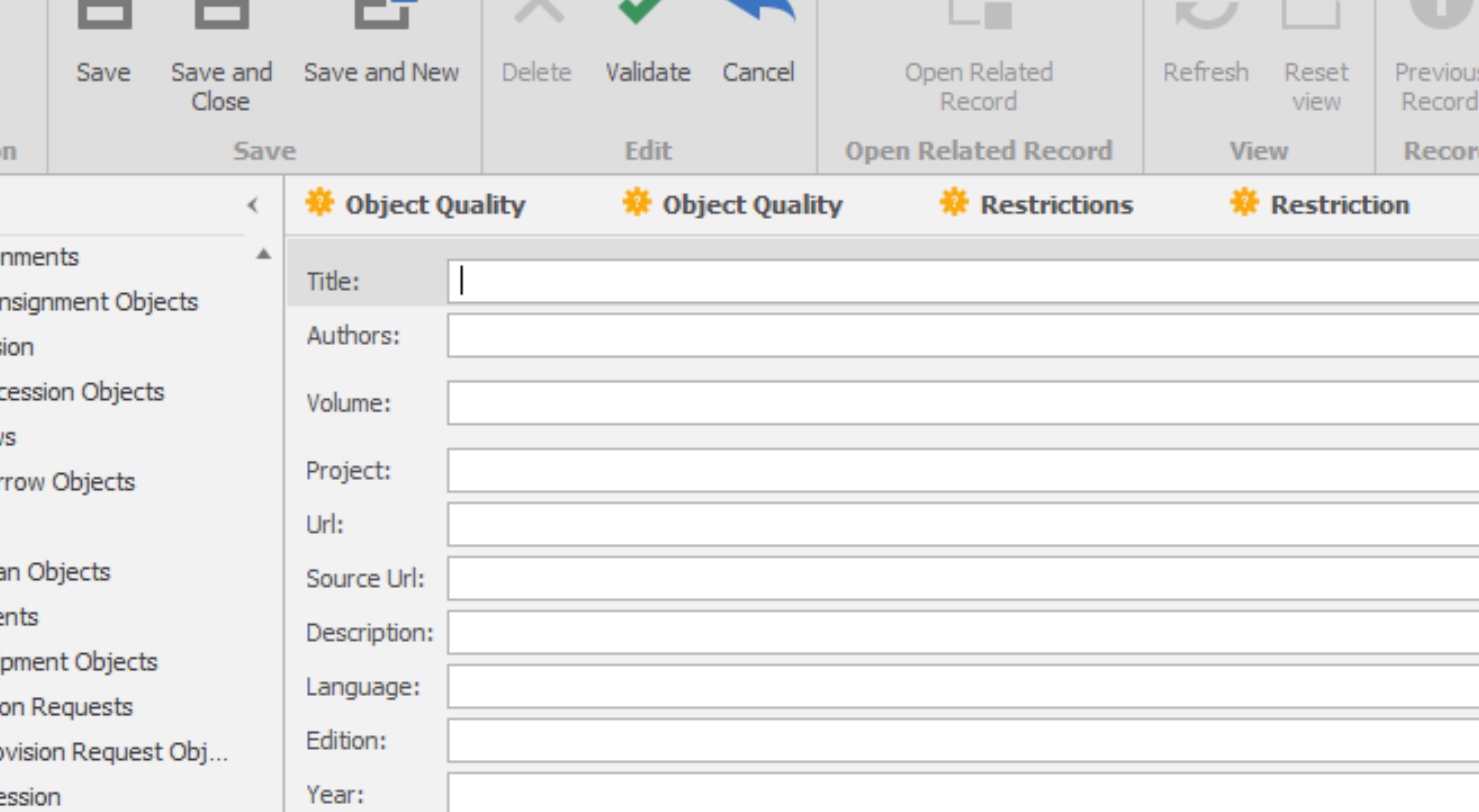 Save
Save and Close
Save and New
Delete
Validate
Cancel
Open Related Record
Refresh
Reset view
Previous Record
Save
Edit
Open Related Record
View
Object Quality
Object Quality
Restrictions
Restriction
nments
nsignment Objects
sion
cession Objects
ws
rrow Objects
an Objects
ents
pment Objects
on Requests
ovision Request Obj...
ession
Title:
Authors:
Volume:
Project:
Url:
Source Url:
Description:
Language:
Edition:
Year: